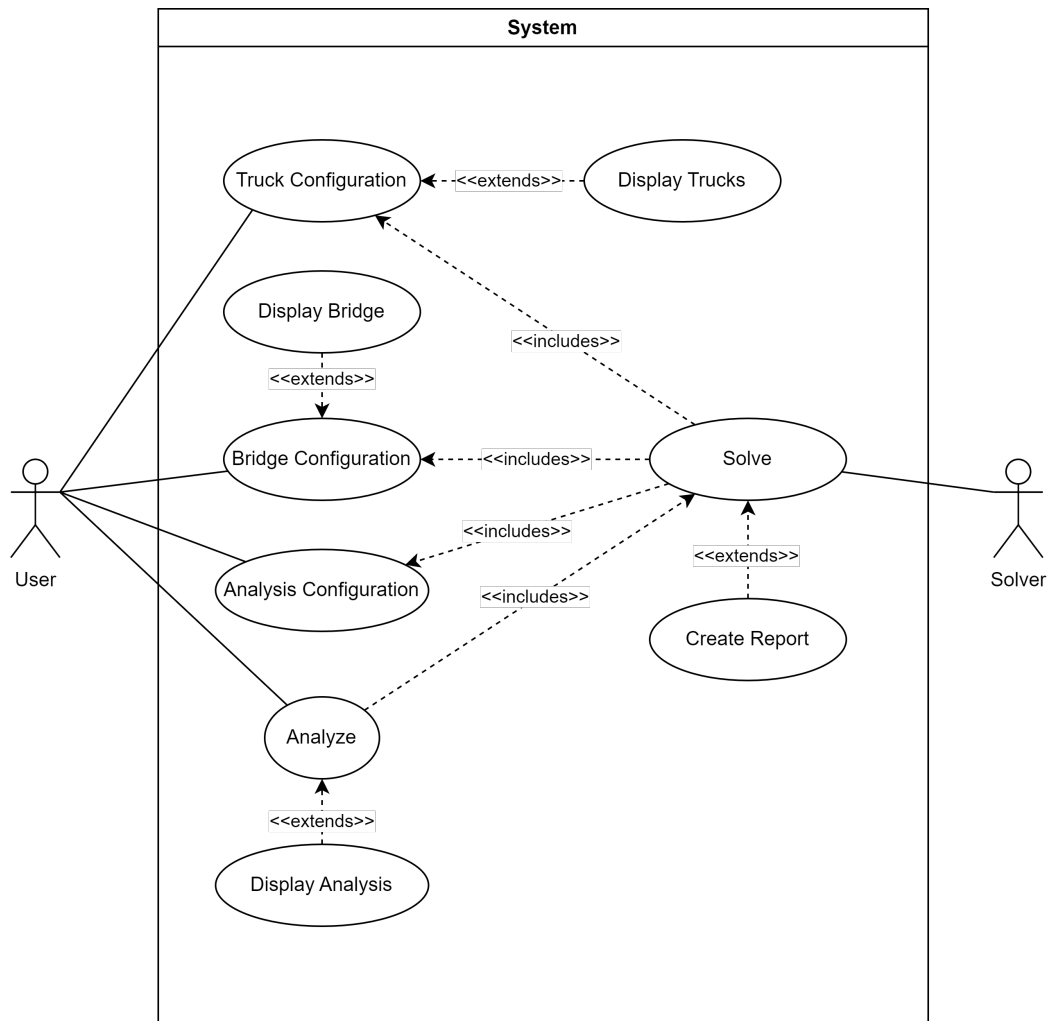 System
Truck Configuration
<<extends>>
Display Trucks
Display Bridge
<<includes>>
<<extends>>
Bridge Configuration
<<includes>>
Solve
<<includes>>
Analysis Configuration
<<includes>>
<<extends>>
Create Report
User
Solver
Analyze
<<extends>>
Display Analysis